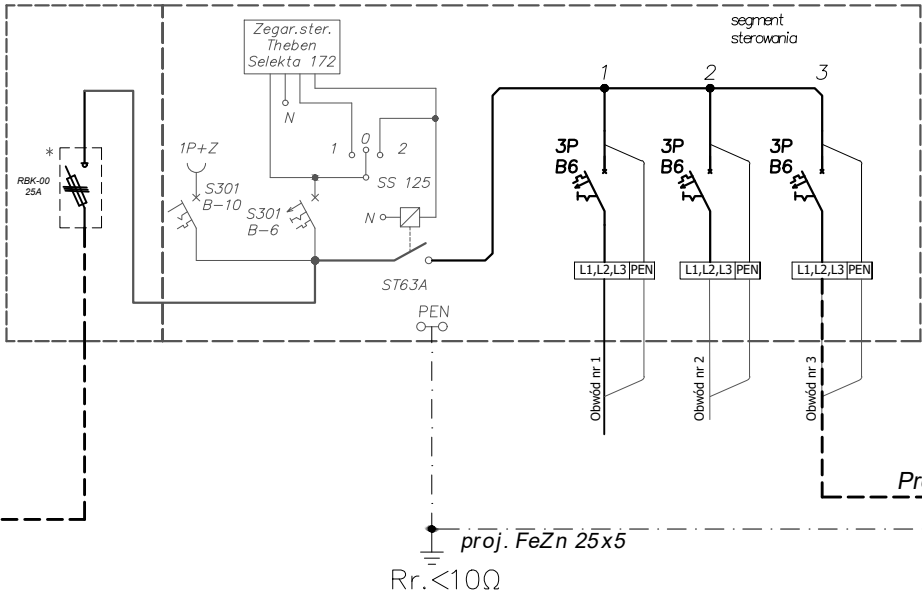 Zegar.ster.
Theben
Selekta 172
segment
sterowania
1
2
3
N
1
0
2
*
RBK-00
25A
1P+Z
S301
B-10
S301
B-6
SS 125
N
ST63A
3P
B6
3P
B6
3P
B6
L1,L2,L3 PEN
L1,L2,L3 PEN
L1,L2,L3 PEN
PEN
Obwód nr 1
Obwód nr 2
Obwód nr 3
proj. FeZn 25x5
Rr.<10Ω